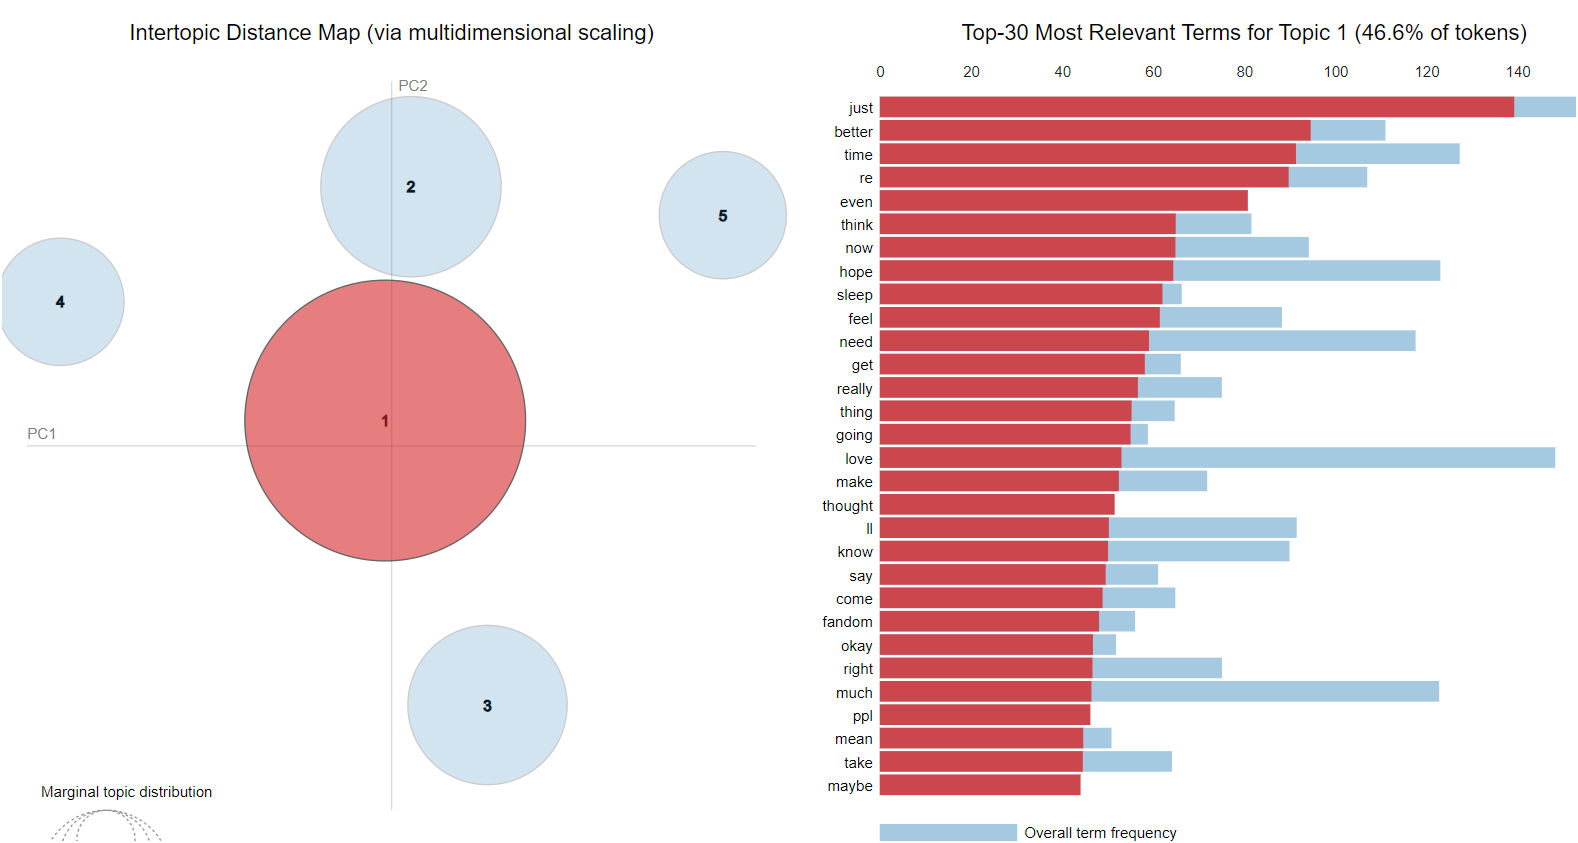 Intertopic Distance Map (via multidimensional scaling)
PC2
2
5
4
1
PC1
3
Marginal topic distribution
Top-30 Most Relevant Terms for Topic 1 (46.6% of tokens)
0 20 40 60 80 100 120 140
just
better
time
re
even
think
now
hope
sleep
feel
need
get
really
thing
going
love
make
thought
ll
know
say
come
fandom
okay
right
much
ppl
mean
take
maybe
Overall term frequency